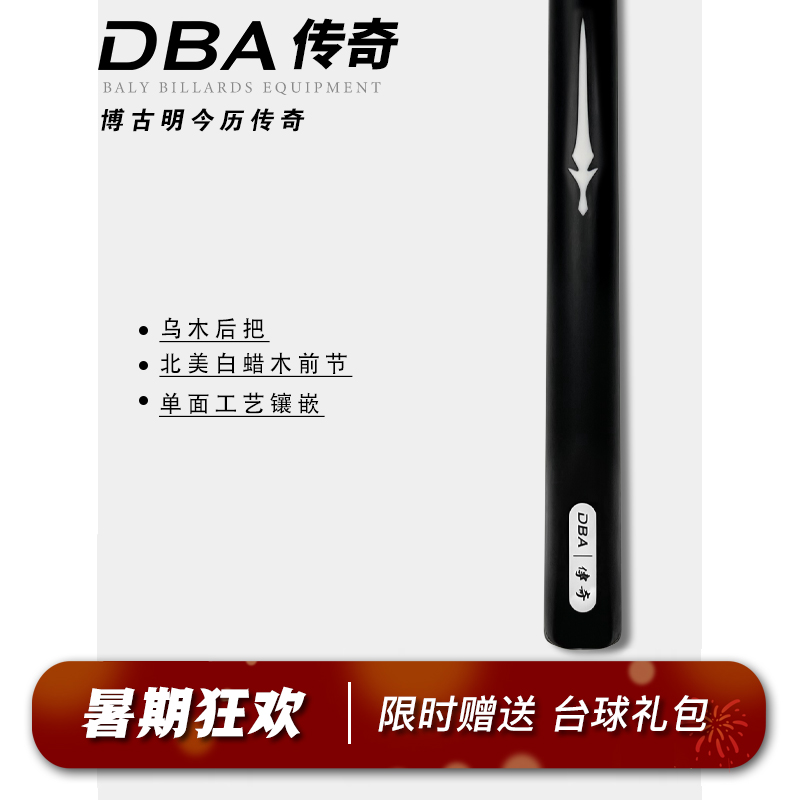 DBA 传奇
BALY BILLARDS EQUIPMENT
博古明今历传奇
乌木后把
北美白蜡木前节
单面工艺镶嵌
DBA | 传奇
暑期狂欢 | 限时赠送 台球礼包